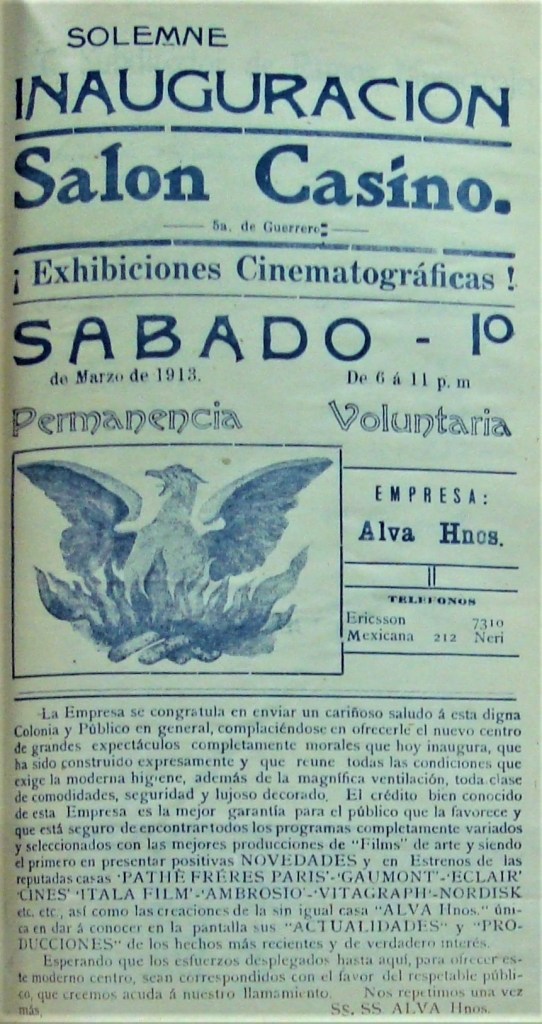 SOLEMNE
INAUGURACION
Salon Casino.
5a. de Guerrero
¡ Exhibiciones Cinematográficas !
SABADO - 1º
de Marzo de 1913. De 6 á 11 p. m
Permanencia Voluntaria
EMPRESA:
Alva Hnos.
TELEFONOS
Ericsson 7310
Mexicana 212 Neri
La Empresa se congratula en enviar un cariñoso saludo á esta digna
Colonia y Público en general, complaciéndose en ofrecerle el nuevo centro
de grandes espectáculos completamente morales que hoy inaugura, que
ha sido construido expresamente y que reune todas las condiciones que
exige la moderna higiene, además de la magnífica ventilación, toda clase
de comodidades, seguridad y lujoso decorado. El crédito bien conocido
de esta Empresa es la mejor garantía para el público que la favorece y
que está seguro de encontrar todos los programas completamente variados
y seleccionados con las mejores producciones de "Films" de arte y siendo
el primero en presentar positivas NOVEDADES y en Estrenos de las
reputadas casas 'PATHE FRÉRES PARIS'-'GAUMONT'-'ECLAIR'
'CINES' 'ITALA FILM'-'AMBROSIO'-'VITAGRAPH'-NORDISK
etc. etc., así como las creaciones de la sin igual casa "ALVA Hnos." úni-
ca en dar á conocer en la pantalla sus "ACTUALIDADES" y "PRO-
DUCCIONES" de los hechos más recientes y de verdadero interés.
Esperando que los esfuerzos desplegados hasta aquí, para ofrecer es-
te moderno centro, sean correspondidos con el favor del respetable públi-
co, que creemos acuda á nuestro llamamiento. Nos repetimos una vez
más. Ss. SS. ALVA Hnos.